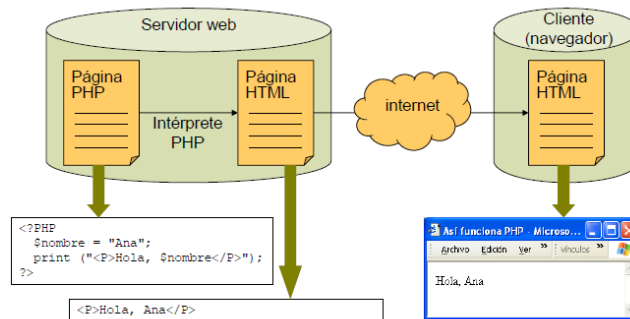 Servidor web
Cliente
(navegador)
Página
PHP
Intérprete
PHP
Página
HTML
internet
Página
HTML
<?PHP
$nombre = "Ana";
print ("<P>Hola, $nombre</P>");
?>
<P>Hola, Ana</P>
Así funciona PHP - Microso...
Archivo Edición Ver » Vínculos »
Hola, Ana